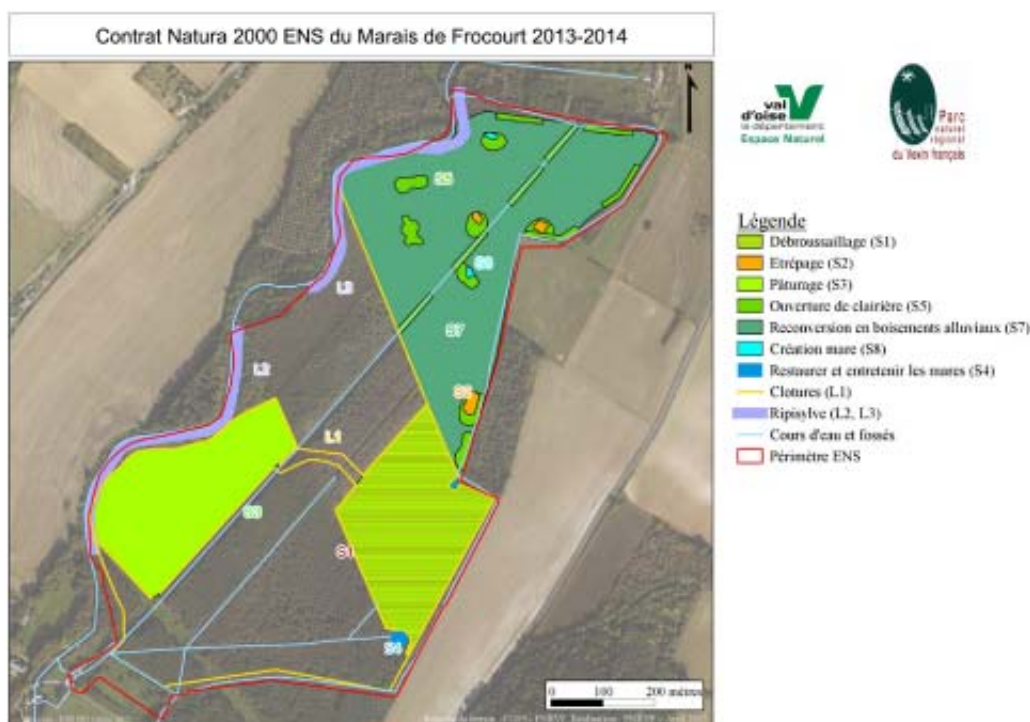 Contrat Natura 2000 ENS du Marais de Frocourt 2013-2014
N
val
d'oise
le département
Espace Naturel
Parc
naturel
régional
du Vexin français
Légende
Débroussaillage (S1)
Etrépage (S2)
Pâturage (S3)
Ouverture de clairière (S5)
Reconversion en boisements alluviaux (S7)
Création mare (S8)
Restaurer et entretenir les mares (S4)
Clotures (L1)
Ripisylve (L2, L3)
Cours d'eau et fossés
Périmètre ENS
S5
S8
L3
S7
L2
L1
S3
S1
S4
0 100 200 mètres